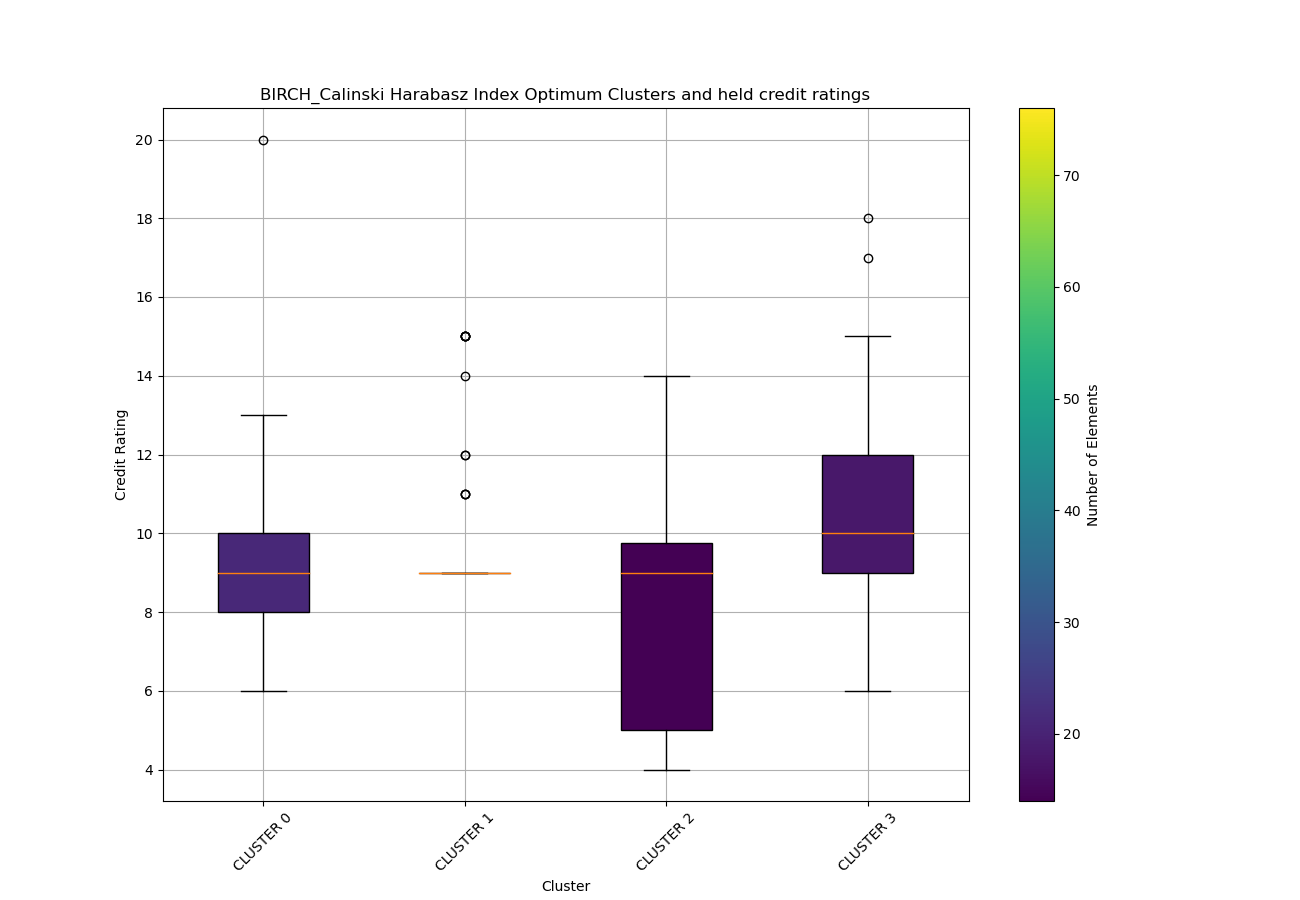 BIRCH_Calinski Harabasz Index Optimum Clusters and held credit ratings
20
18
16
14
12
10
8
6
4
Credit Rating
CLUSTER 0
CLUSTER 1
CLUSTER 2
CLUSTER 3
Cluster
70
60
50
40
30
20
Number of Elements